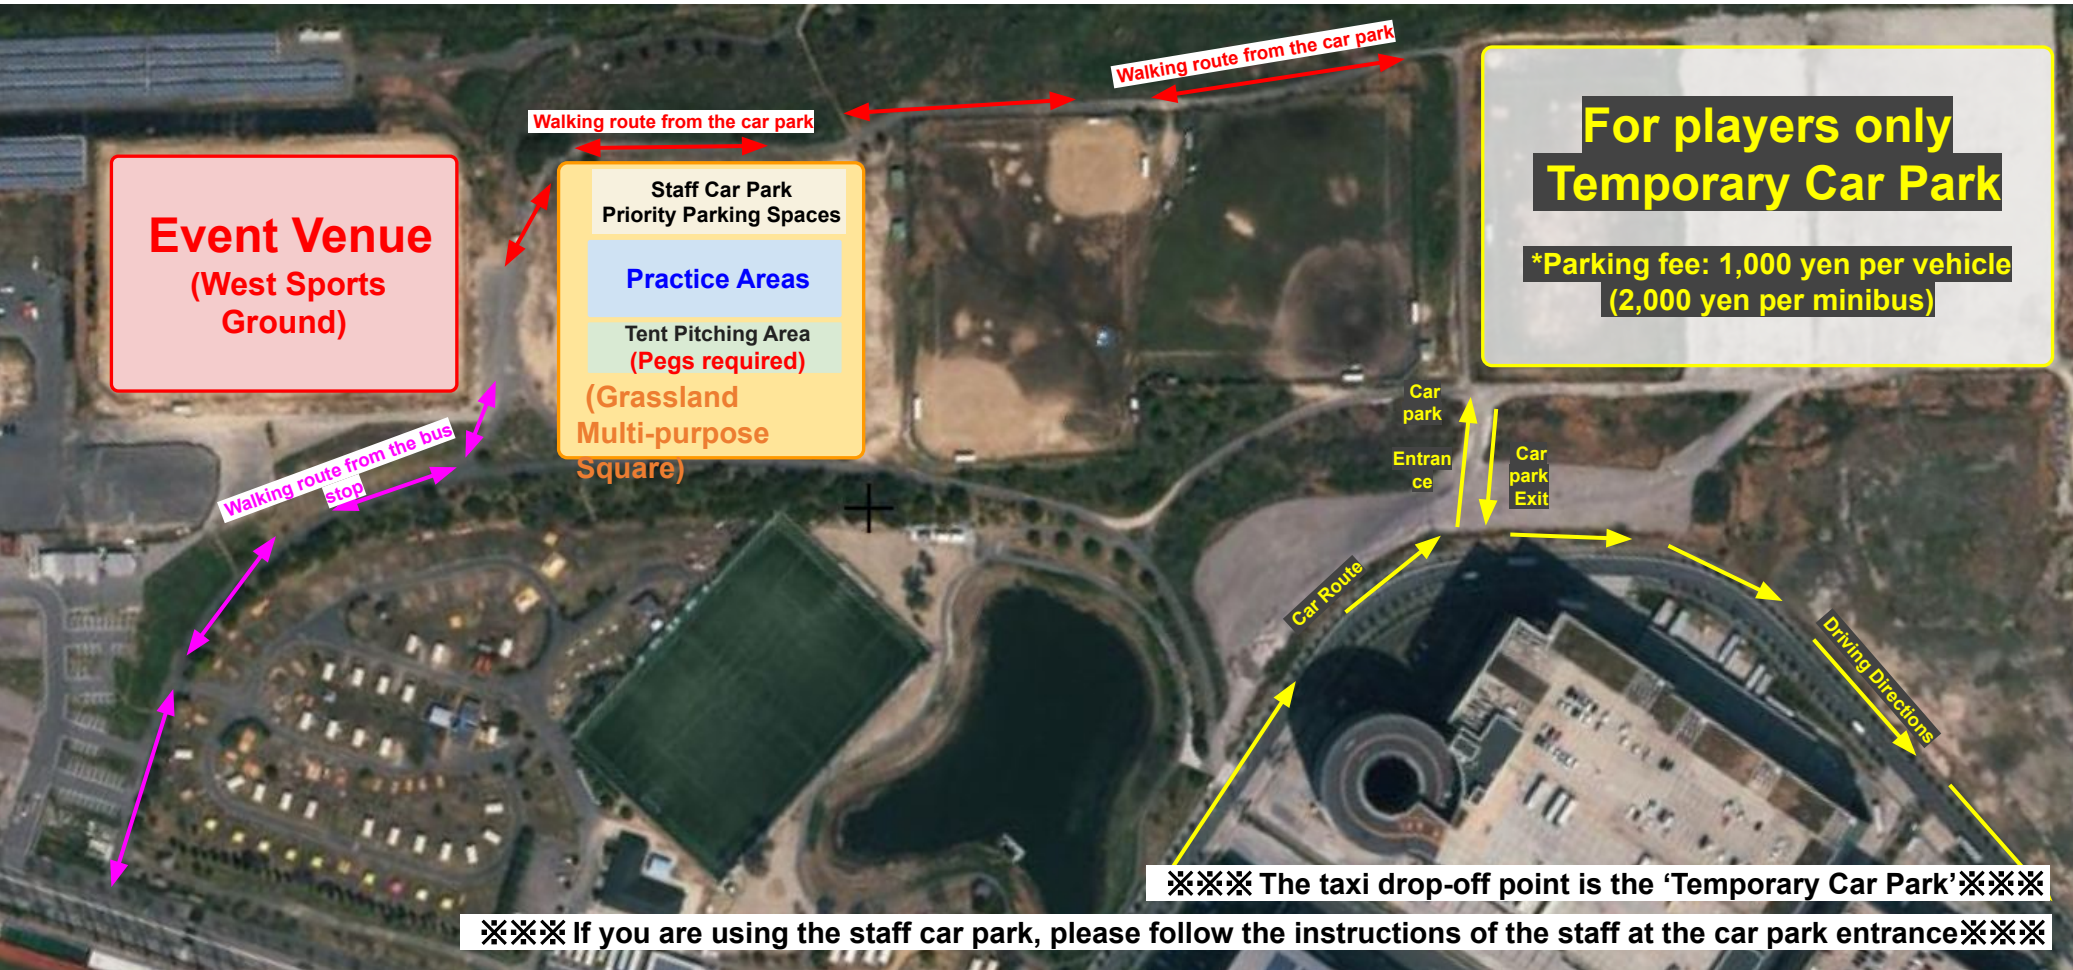 Walking route from the car park
Walking route from the car park
For players only
Temporary Car Park
*Parking fee: 1,000 yen per vehicle
(2,000 yen per minibus)
Event Venue
(West Sports
Ground)
Staff Car Park
Priority Parking Spaces
Practice Areas
Tent Pitching Area
(Pegs required)
(Grassland
Multi-purpose
Square)
Walking route from the bus
stop
Car
park
Entran
ce
Car
park
Exit
Car Route
Driving Directions
※※※ The taxi drop-off point is the ‘Temporary Car Park’※※※
※※※ If you are using the staff car park, please follow the instructions of the staff at the car park entrance※※※